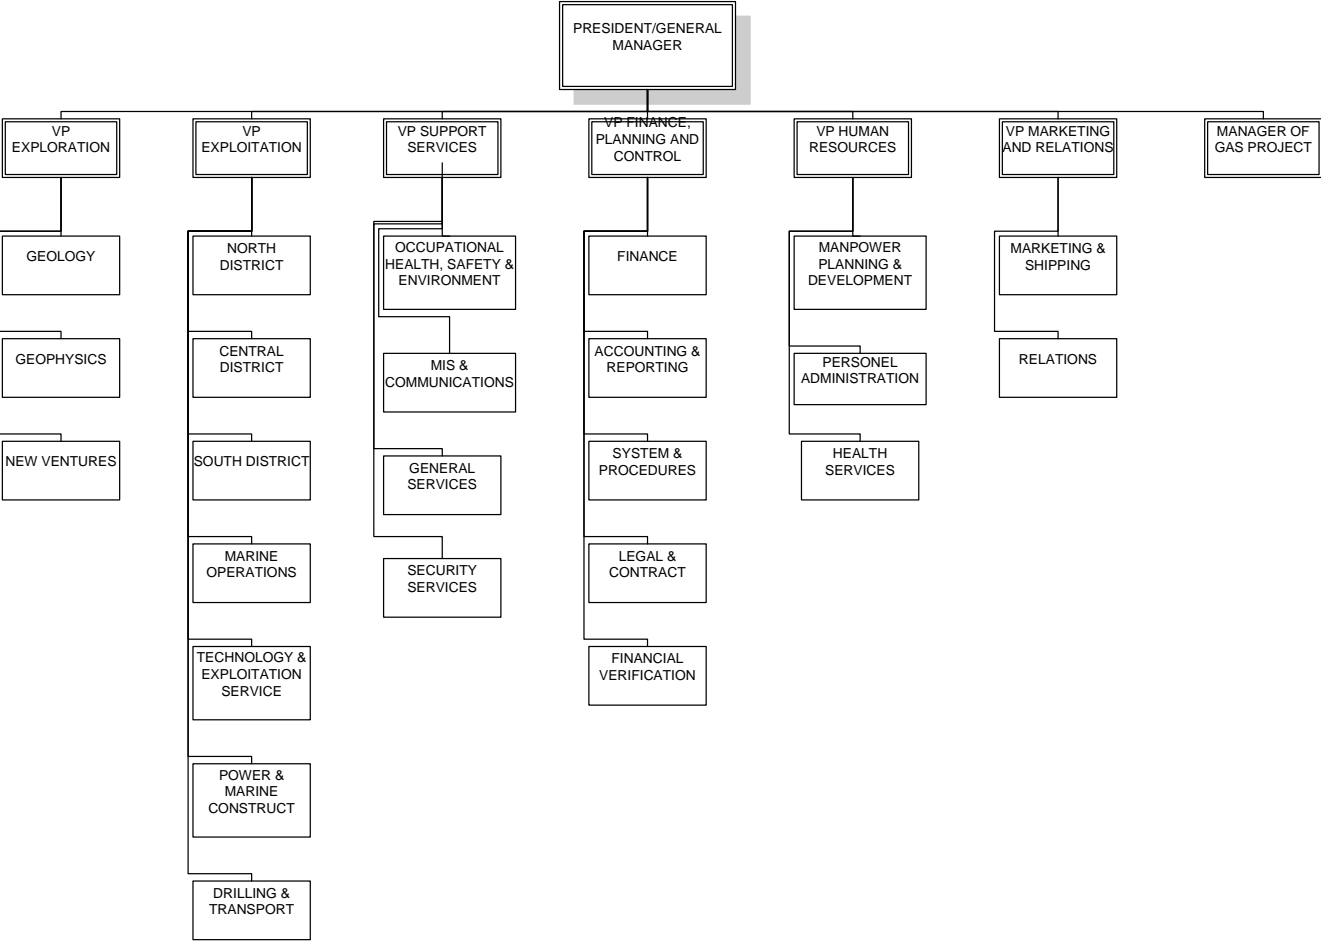 PRESIDENT/GENERAL
MANAGER
VP
EXPLORATION
VP
EXPLOITATION
VP SUPPORT
SERVICES
VP FINANCE,
PLANNING AND
CONTROL
VP HUMAN
RESOURCES
VP MARKETING
AND RELATIONS
MANAGER OF
GAS PROJECT
GEOLOGY
GEOPHYSICS
NEW VENTURES
NORTH
DISTRICT
CENTRAL
DISTRICT
SOUTH DISTRICT
MARINE
OPERATIONS
TECHNOLOGY &
EXPLOITATION
SERVICE
POWER &
MARINE
CONSTRUCT
DRILLING &
TRANSPORT
OCCUPATIONAL
HEALTH, SAFETY &
ENVIRONMENT
MIS &
COMMUNICATIONS
GENERAL
SERVICES
SECURITY
SERVICES
FINANCE
ACCOUNTING &
REPORTING
SYSTEM &
PROCEDURES
LEGAL &
CONTRACT
FINANCIAL
VERIFICATION
MANPOWER
PLANNING &
DEVELOPMENT
PERSONEL
ADMINISTRATION
HEALTH
SERVICES
MARKETING &
SHIPPING
RELATIONS